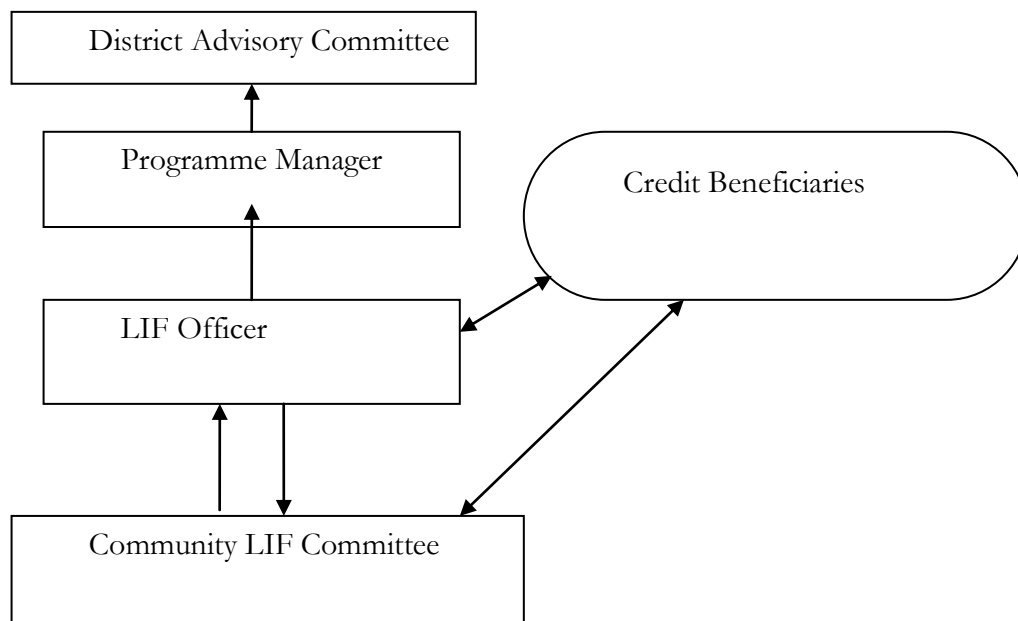 District Advisory Committee
Programme Manager
Credit Beneficiaries
LIF Officer
Community LIF Committee